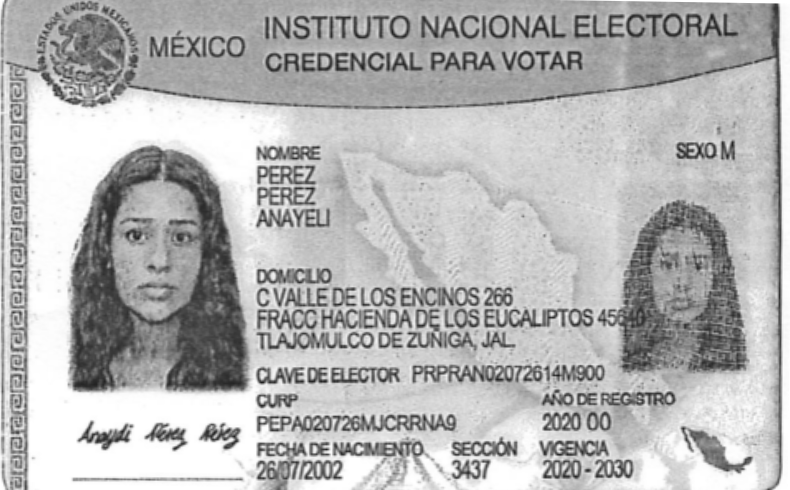 ESTADOS UNIDOS MEXICANOS
MÉXICO INSTITUTO NACIONAL ELECTORAL
CREDENCIAL PARA VOTAR
NOMBRE
PEREZ
PEREZ
ANAYELI
SEXO M
DOMICILIO
C VALLE DE LOS ENCINOS 266
FRACC HACIENDA DE LOS EUCALIPTOS 45640
TLAJOMULCO DE ZUÑIGA, JAL.
CLAVE DE ELECTOR PRPRAN02072614M900
CURP
PEPA020726MJCRRNA9
AÑO DE REGISTRO
2020 00
FECHA DE NACIMIENTO
26/07/2002
SECCIÓN
3437
VIGENCIA
2020 - 2030
Pérez Pérez